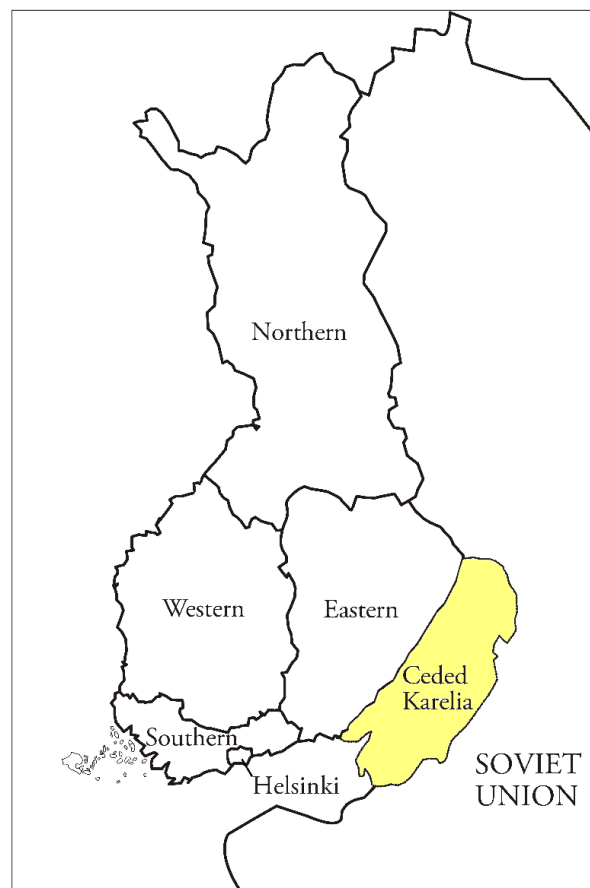 Northern
Western
Eastern
Ceded
Karelia
Southern
Helsinki
SOVIET
UNION